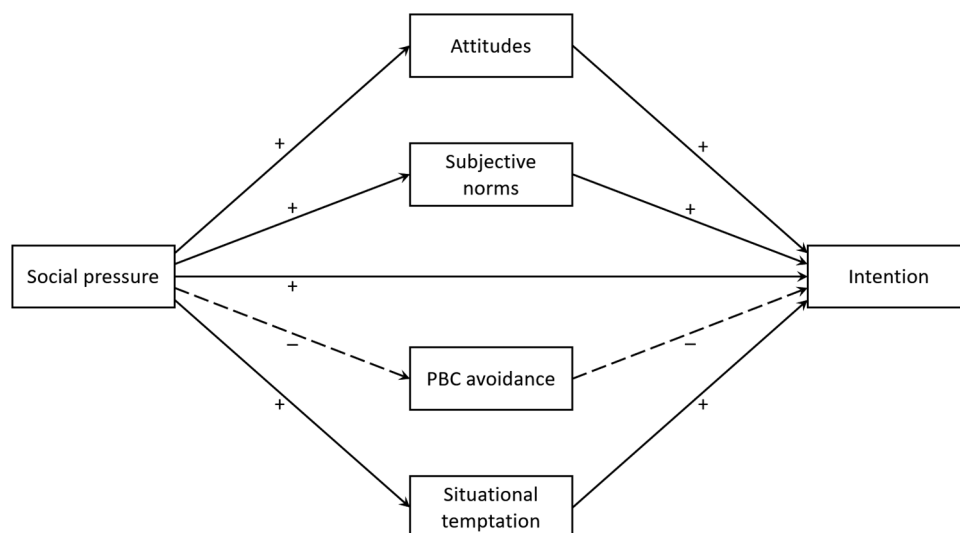 Attitudes
+
+
Subjective
norms
+
+
Social pressure
+
Intention
–
–
PBC avoidance
+
+
Situational
temptation